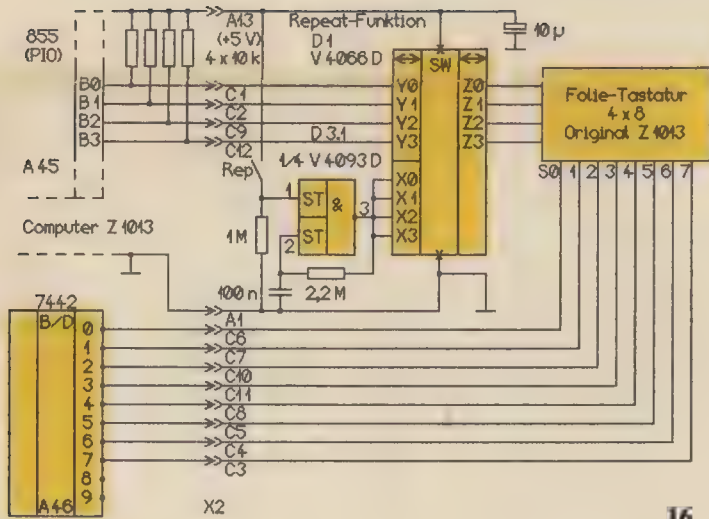 855
(PIO)
A13
(+5 V)
4 x 10 k
Repeat-Funktion
D 1
V 4066 D
10 µ
SW
B0
B1
B2
B3
C1
C2
C9
C12
Rep
A 45
D 3.1
1/4 V 4093 D
Y0
Y1
Y2
Y3
X0
X1
X2
X3
Z0
Z1
Z2
Z3
Folie-Tastatur
4 x 8
Original Z 1013
S0 1 2 3 4 5 6 7
1
ST
&
3
2
ST
1 M
2,2 M
100 n
Computer Z 1013
7442
B/D
0
1
2
3
4
5
6
7
8
9
A46
A1
C6
C7
C10
C11
C8
C5
C4
C3
X2
16